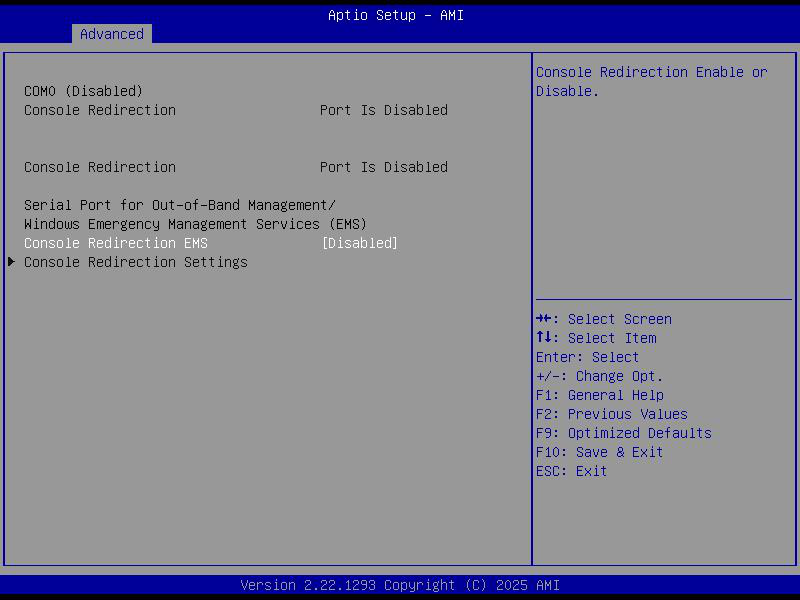 Aptio Setup – AMI
Advanced
COM0 (Disabled)
Console Redirection Port Is Disabled
Console Redirection Port Is Disabled
Serial Port for Out-of-Band Management/
Windows Emergency Management Services (EMS)
Console Redirection EMS [Disabled]
Console Redirection Settings
Console Redirection Enable or
Disable.
→←: Select Screen
↑↓: Select Item
Enter: Select
+/-: Change Opt.
F1: General Help
F2: Previous Values
F9: Optimized Defaults
F10: Save & Exit
ESC: Exit
Version 2.22.1293 Copyright (C) 2025 AMI